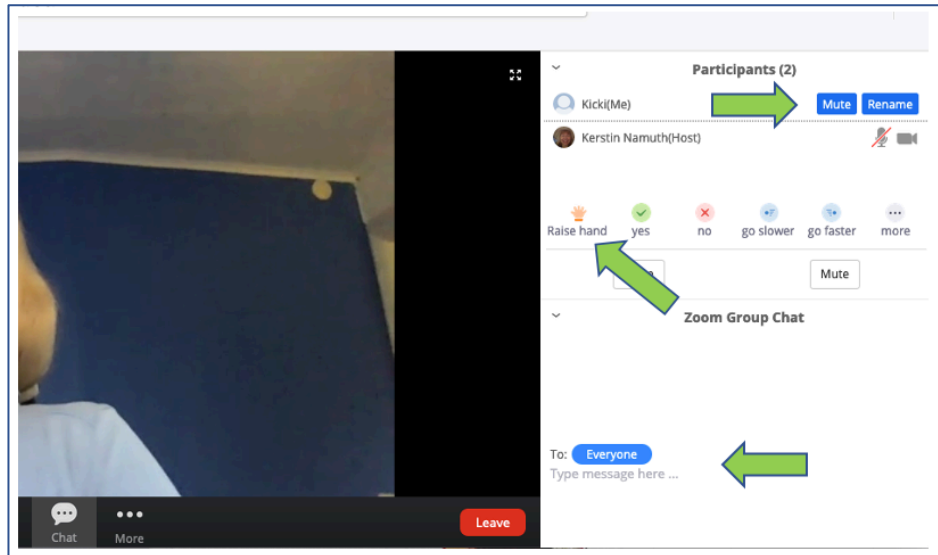 Participants (2)
Kicki(Me) Mute Rename
Kerstin Namuth(Host)
Raise hand yes no go slower go faster more
Mute
Zoom Group Chat
To: Everyone
Type message here ...
Chat More Leave